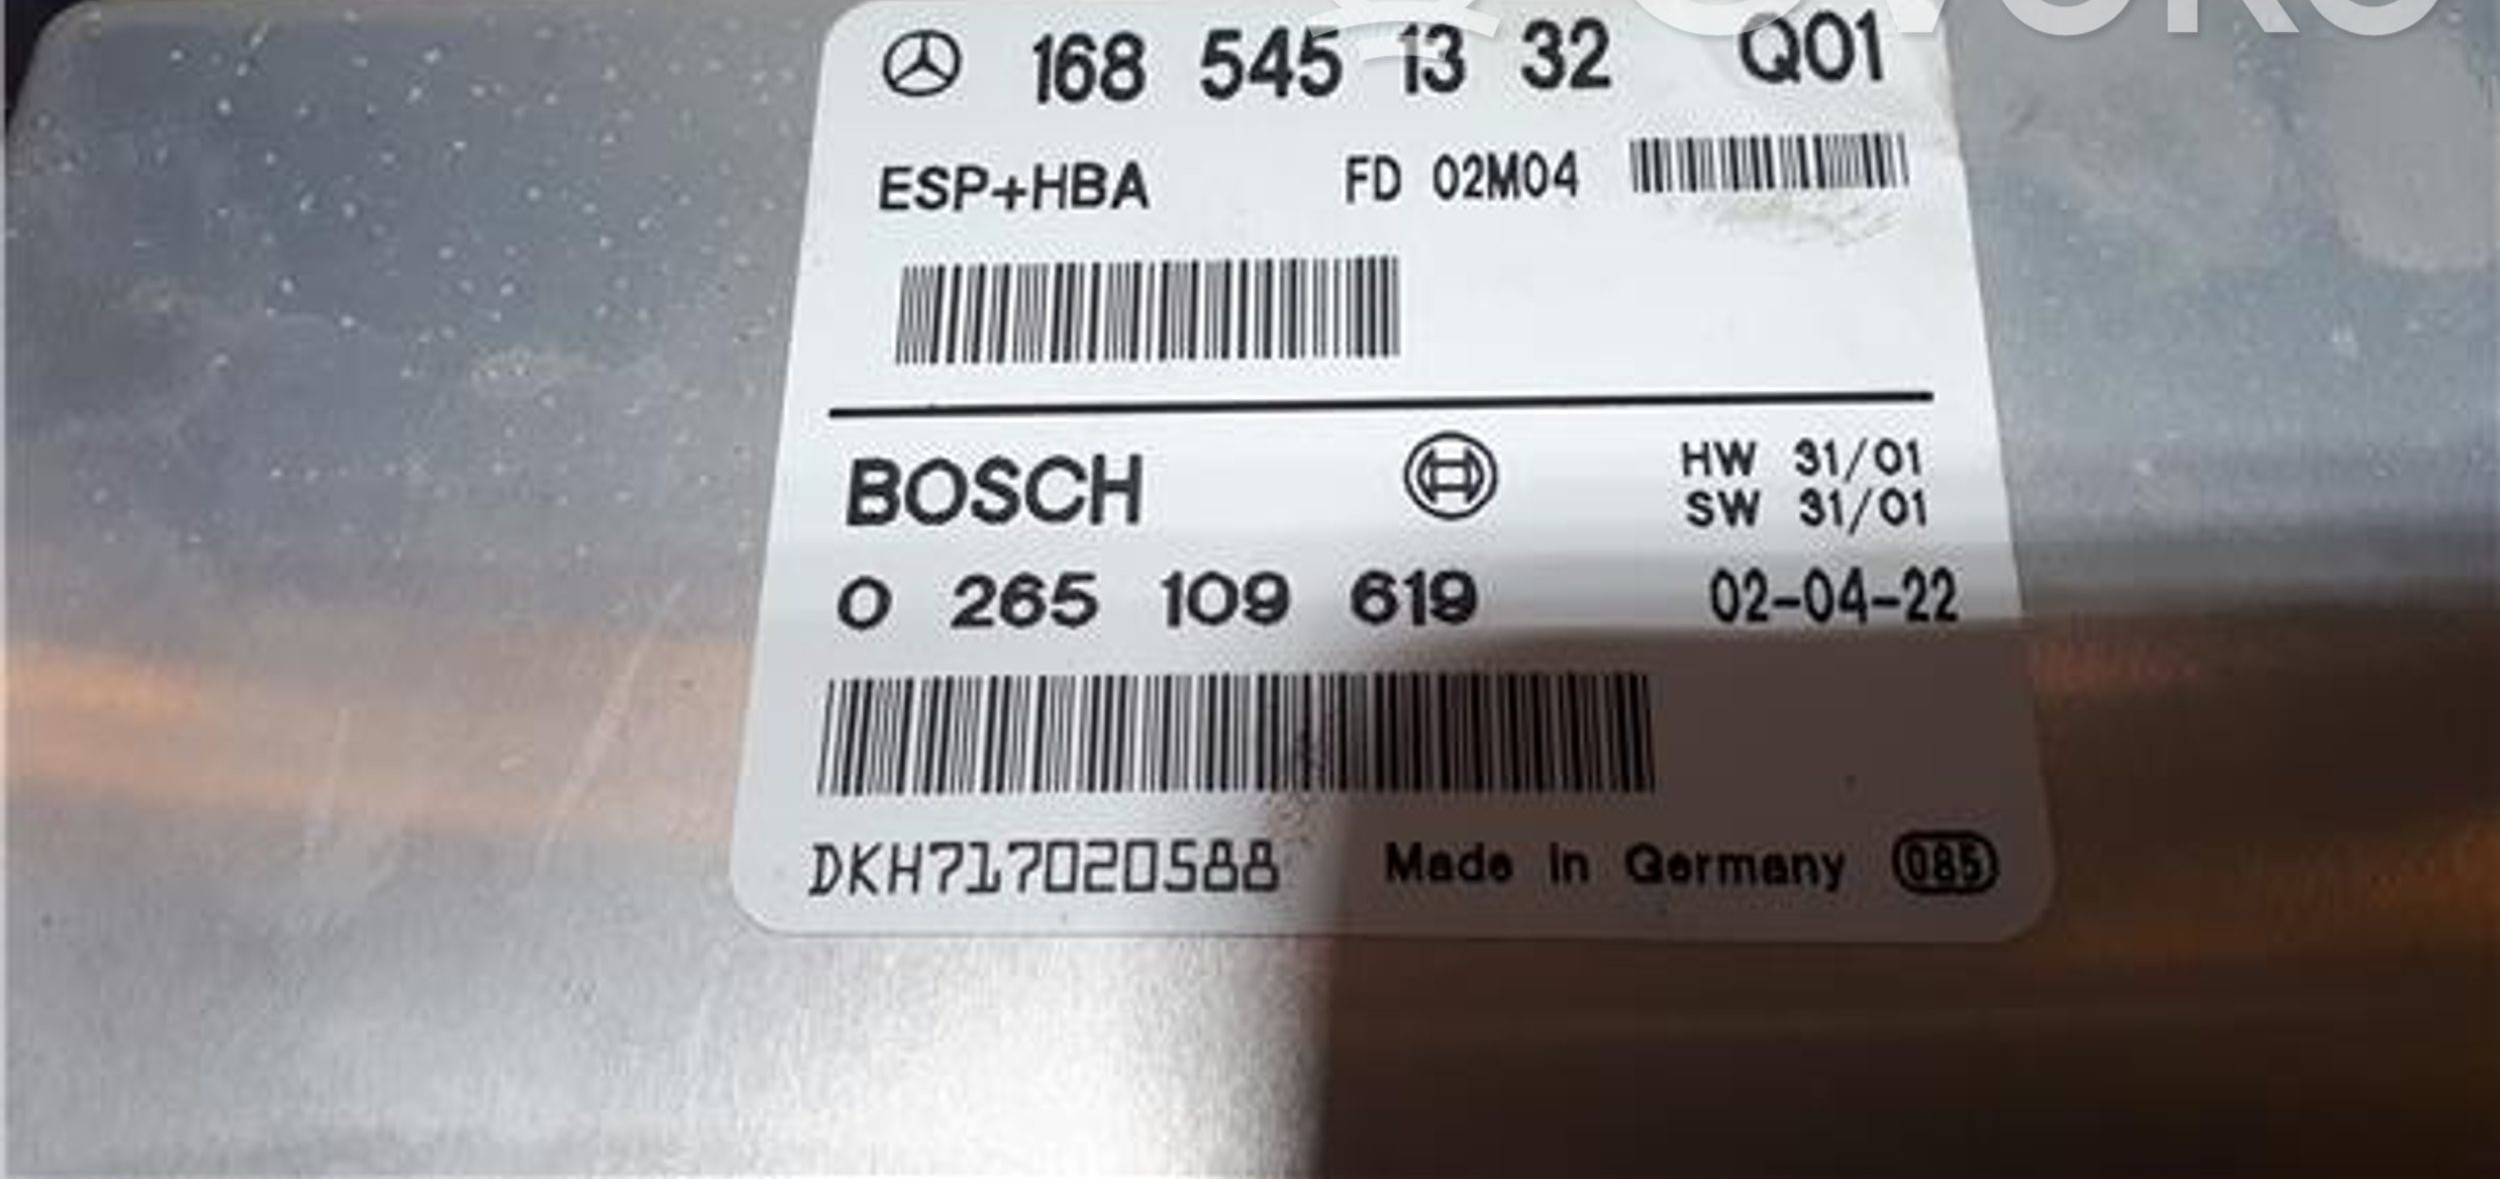 168 545 13 32 Q01
ESP+HBA FD 02M04
BOSCH HW 31/01
SW 31/01
0 265 109 619 02-04-22
DKH717020588 Made in Germany 085